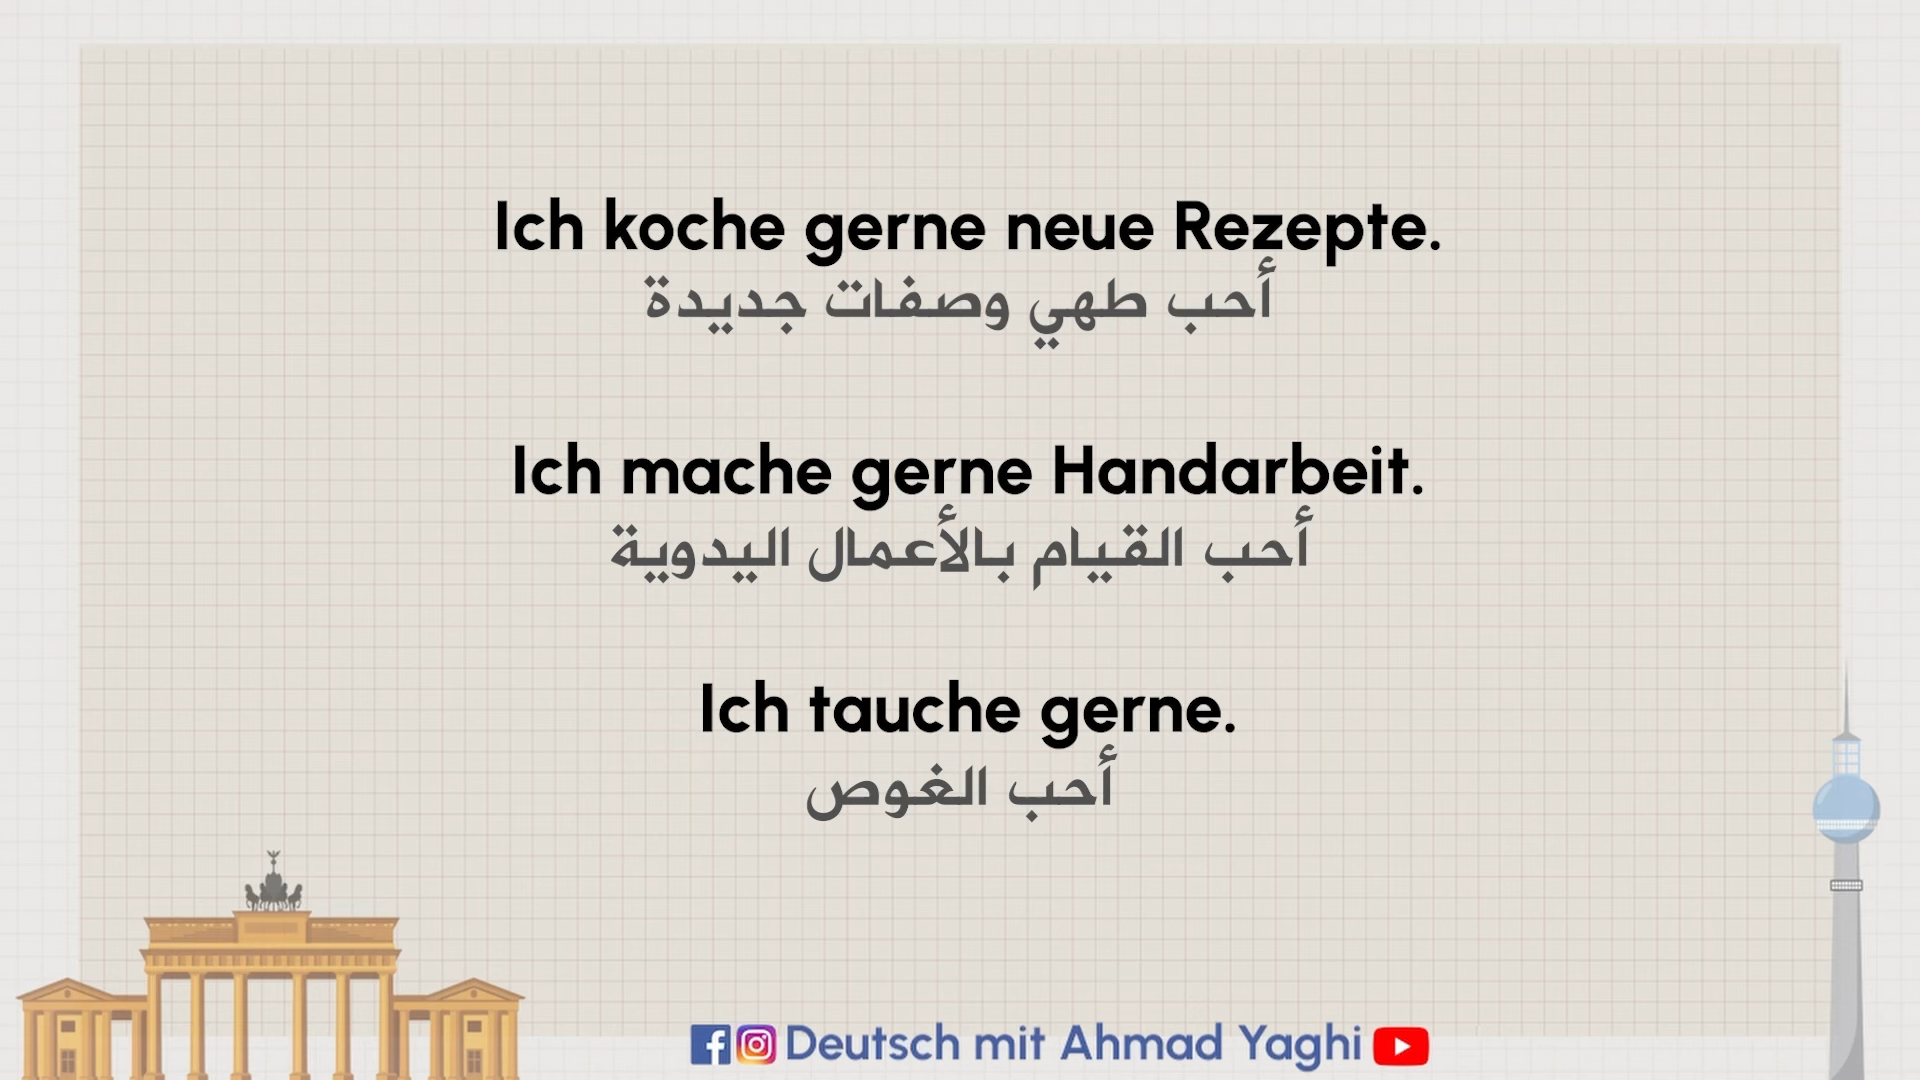 Ich koche gerne neue Rezepte.
أحب طهي وصفات جديدة
Ich mache gerne Handarbeit.
أحب القيام بالأعمال اليدوية
Ich tauche gerne.
أحب الغوص
Deutsch mit Ahmad Yaghi